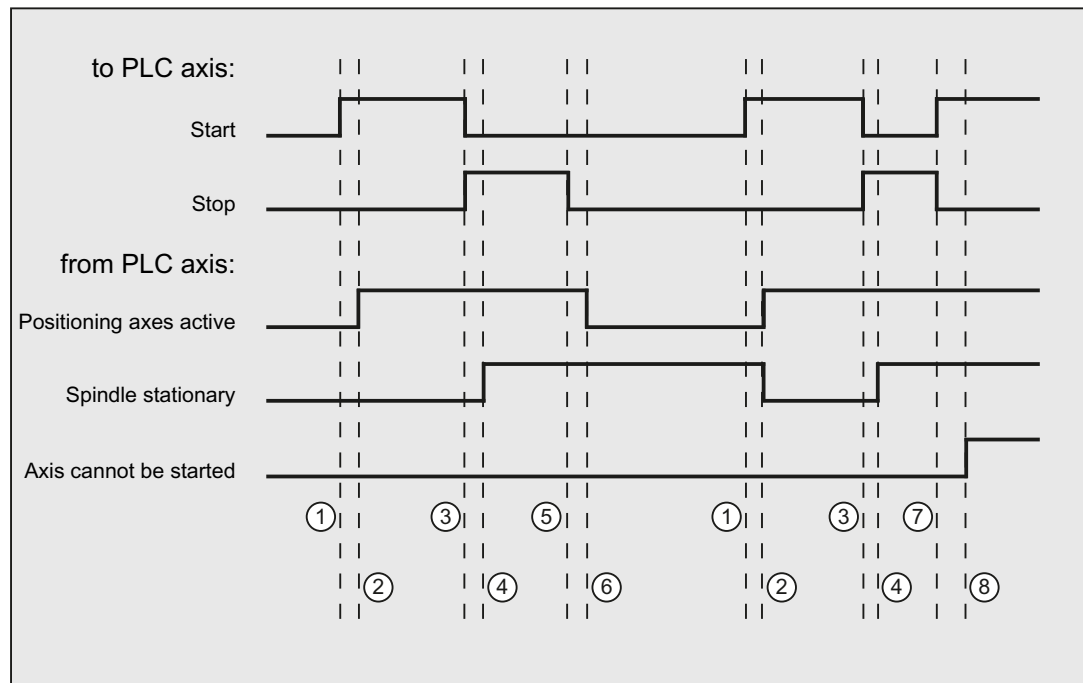 to PLC axis:
Start
Stop
from PLC axis:
Positioning axes active
Spindle stationary
Axis cannot be started
1 3 5 1 3 7
2 4 6 2 4 8